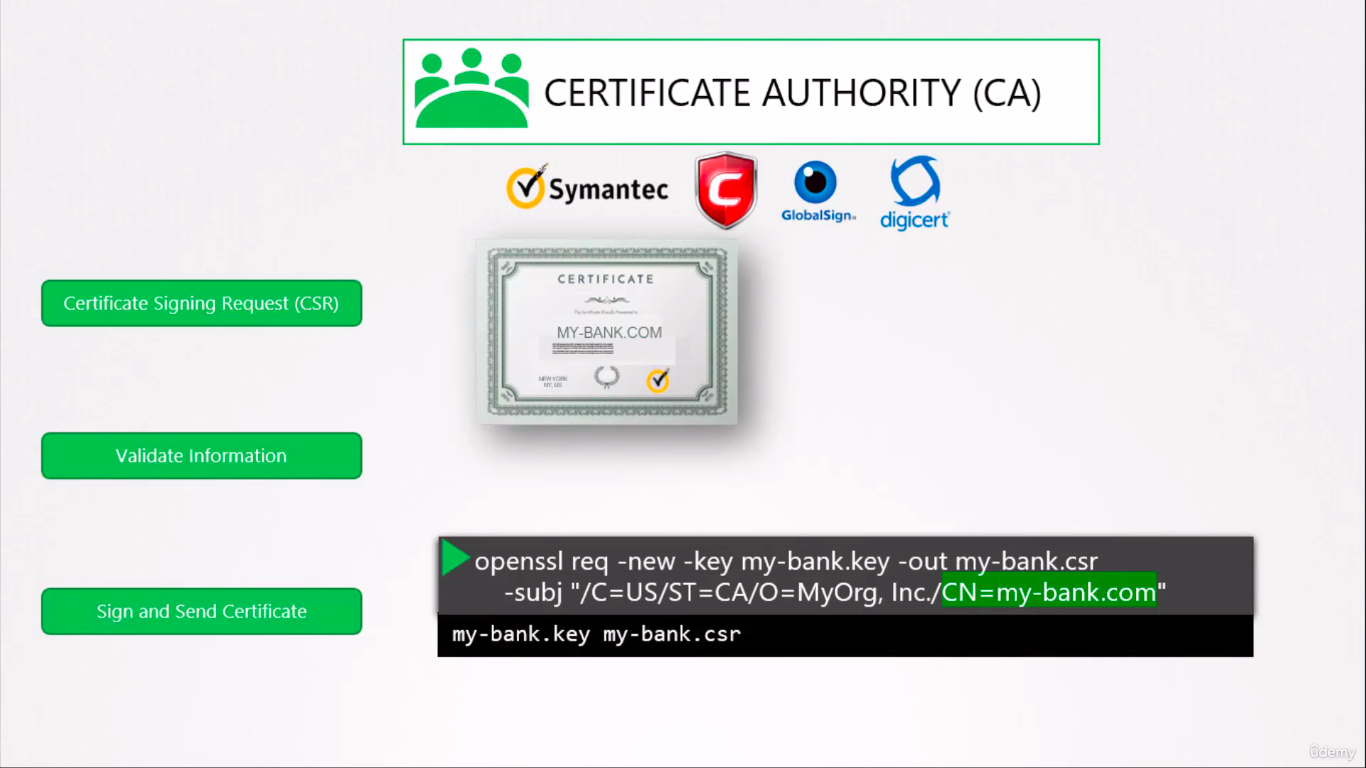 CERTIFICATE AUTHORITY (CA)
Symantec
GlobalSign
digicert
CERTIFICATE
MY-BANK.COM
NEW YORK
NY, US
Certificate Signing Request (CSR)
Validate Information
Sign and Send Certificate
openssl req -new -key my-bank.key -out my-bank.csr
-subj "/C=US/ST=CA/O=MyOrg, Inc./CN=my-bank.com"
my-bank.key my-bank.csr
ûdemy